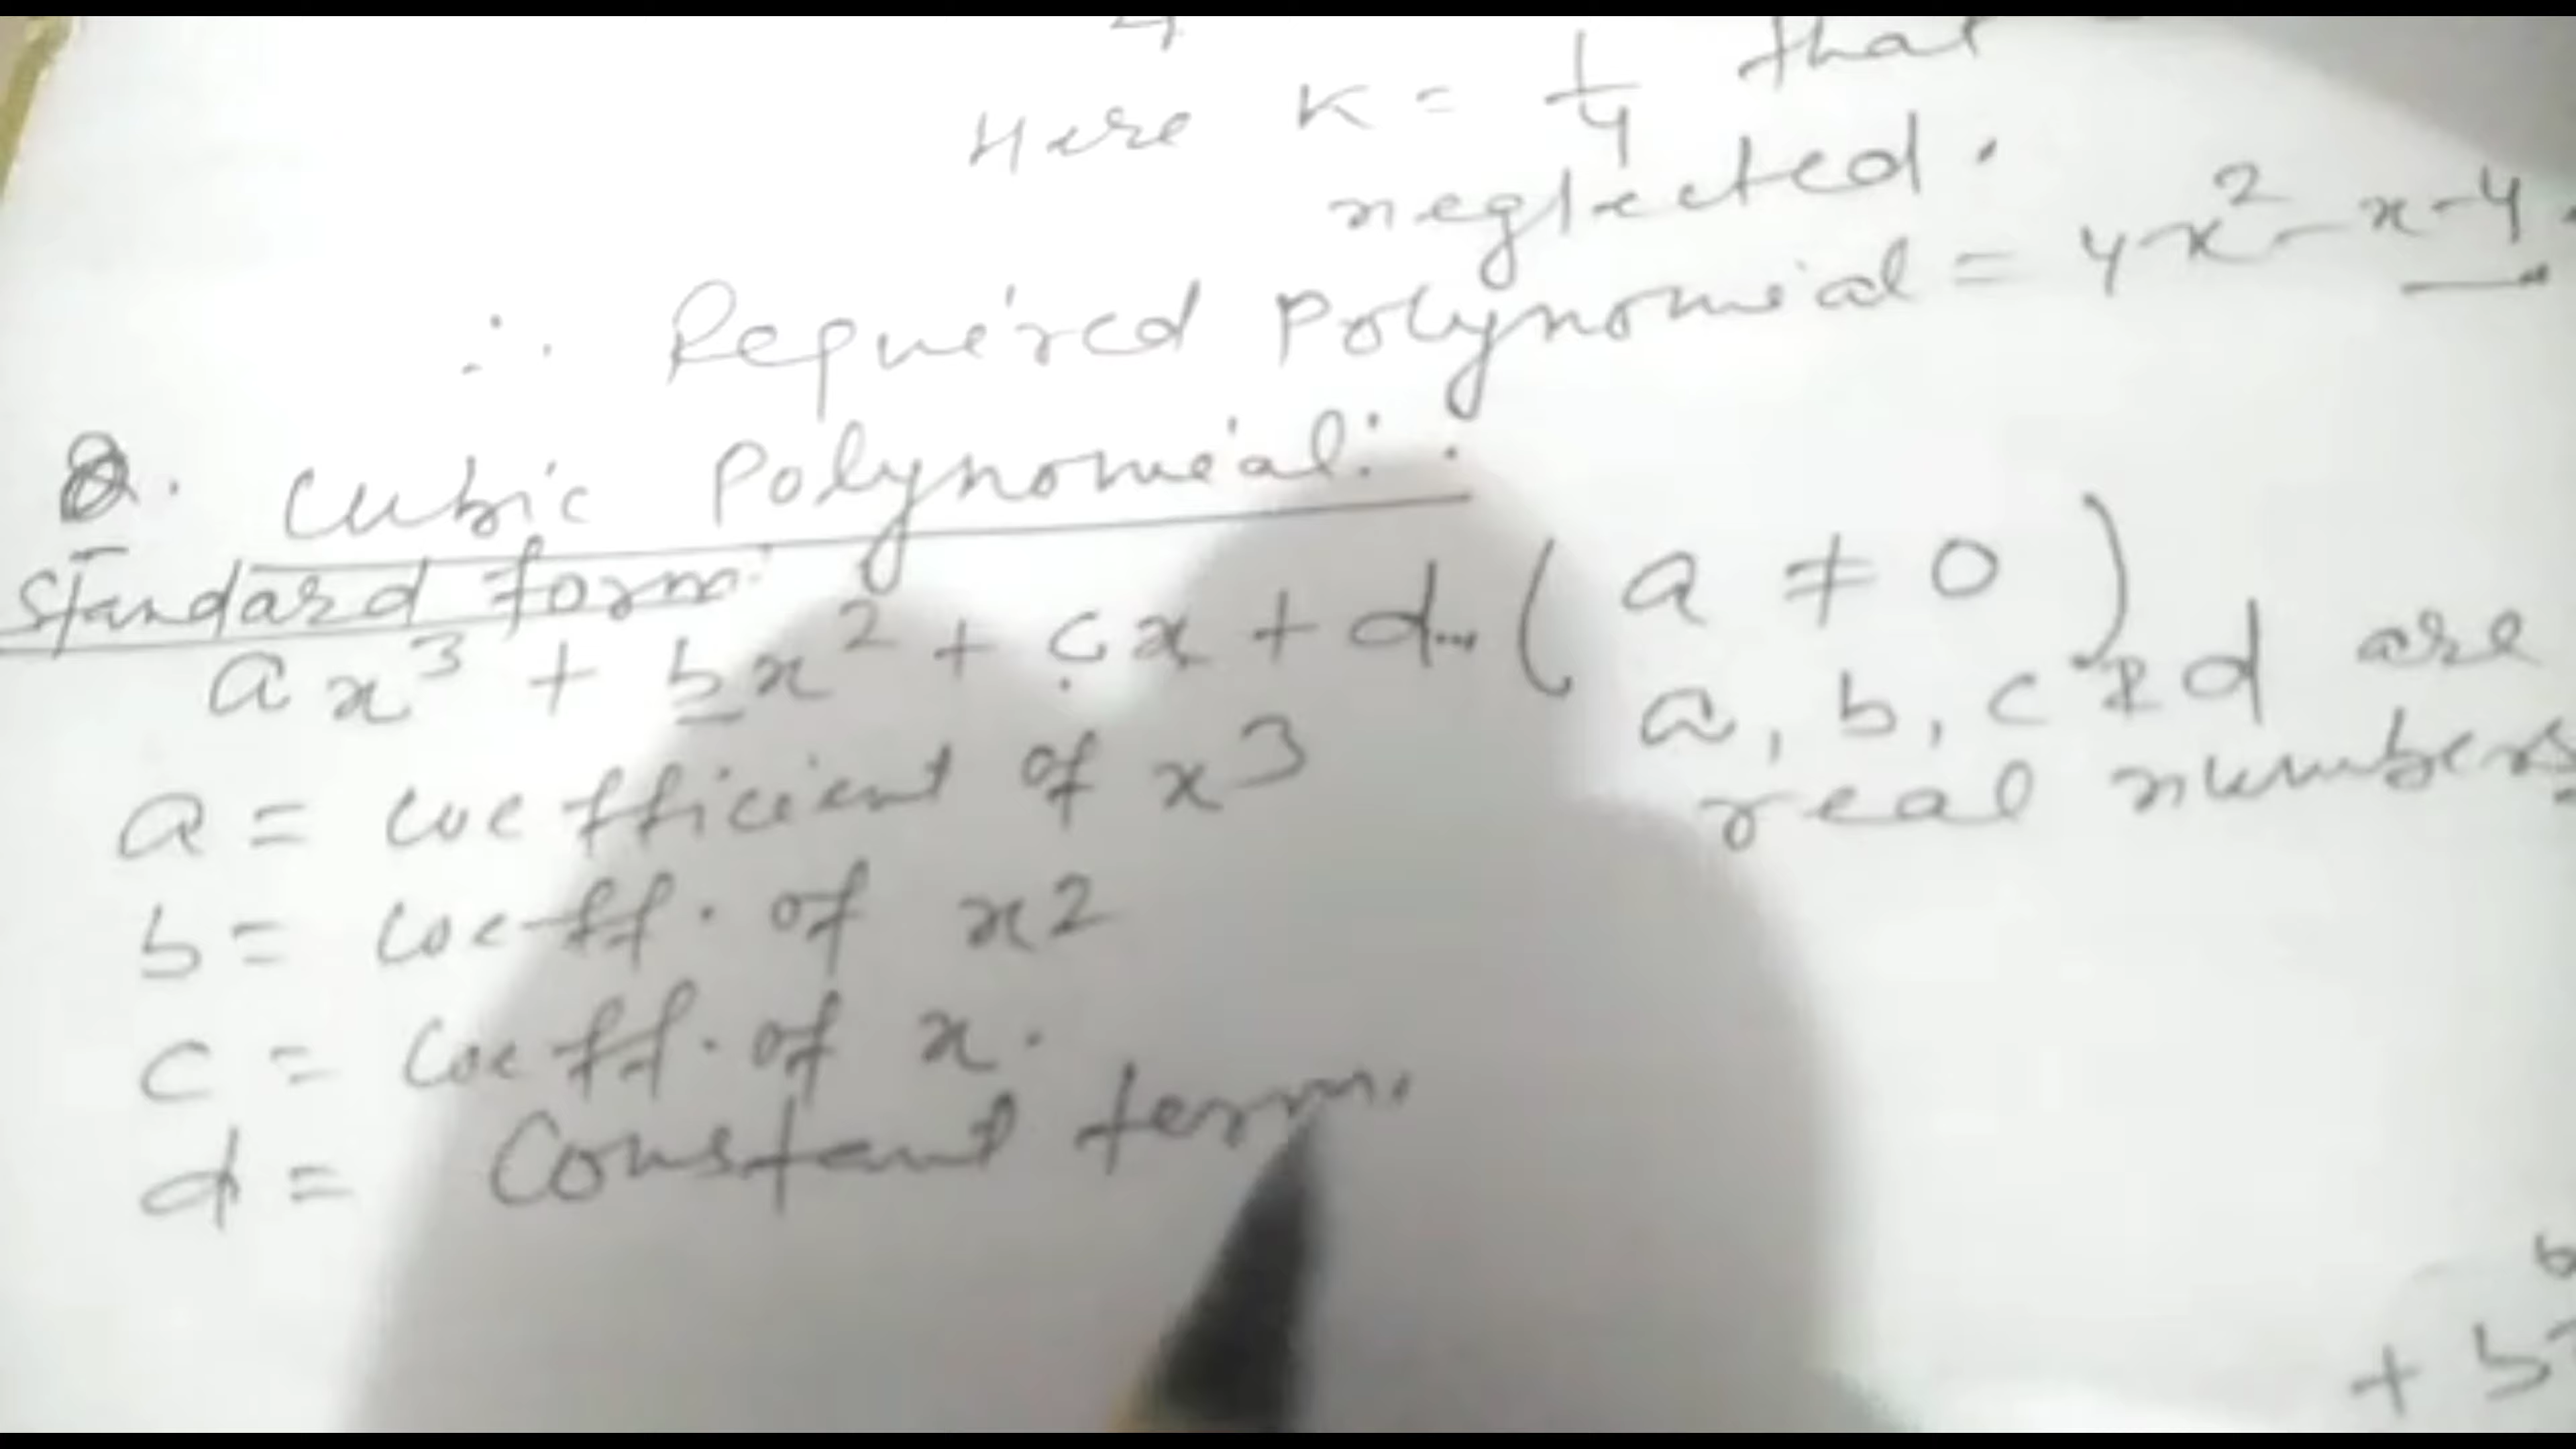 Here K = 1/4 that
neglected.
∴ Required Polynomial = 4x² - x - 4.
Q. Cubic Polynomial :
Standard form
ax³ + bx² + cx + d... ( a ≠ 0 )
a, b, c & d are
real numbers
a = coefficient of x³
b = coeff. of x2
c = coeff. of x.
d = Constant term.